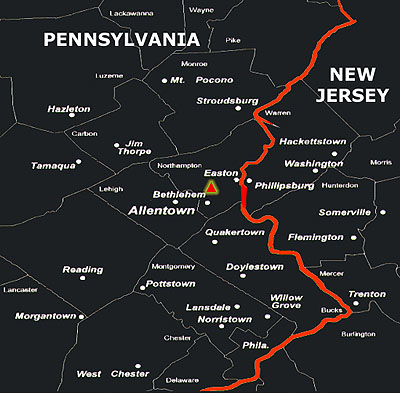 Wayne
Lackawanna
PENNSYLVANIA
Pike
Monroe
Luzerne
Mt. Pocono
NEW
JERSEY
Stroudsburg
Hazleton
Warren
Carbon
Hackettstown
Jim
Thorpe
Tamaqua
Northampton
Washington
Morris
Easton
Phillipsburg
Hunterdon
Lehigh
Bethlehem
Allentown
Somerville
Quakertown
Flemington
Reading
Montgomery
Doylestown
Mercer
Lancaster
Pottstown
Willow
Grove
Trenton
Lansdale
Bucks
Morgantown
Norristown
Burlington
Chester
Phila.
West Chester
Delaware